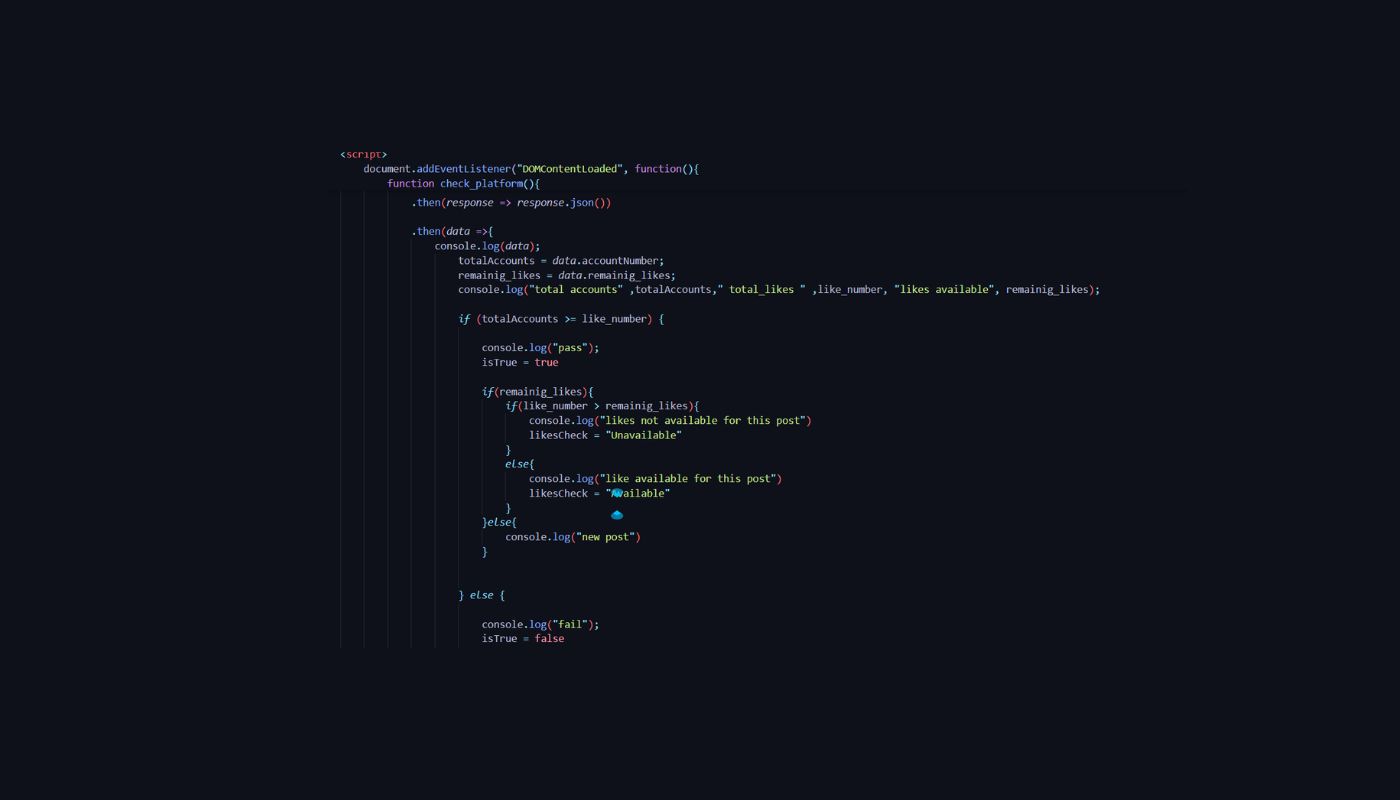 <script>
document.addEventListener("DOMContentLoaded", function(){
function check_platform(){
.then(response => response.json())
.then(data =>{
console.log(data);
totalAccounts = data.accountNumber;
remainig_likes = data.remainig_likes;
console.log("total accounts" ,totalAccounts," total_likes " ,like_number, "likes available", remainig_likes);
if (totalAccounts >= like_number) {
console.log("pass");
isTrue = true
if(remainig_likes){
if(like_number > remainig_likes){
console.log("likes not available for this post")
likesCheck = "Unavailable"
}
else{
console.log("like available for this post")
likesCheck = "Available"
}
}else{
console.log("new post")
}
} else {
console.log("fail");
isTrue = false